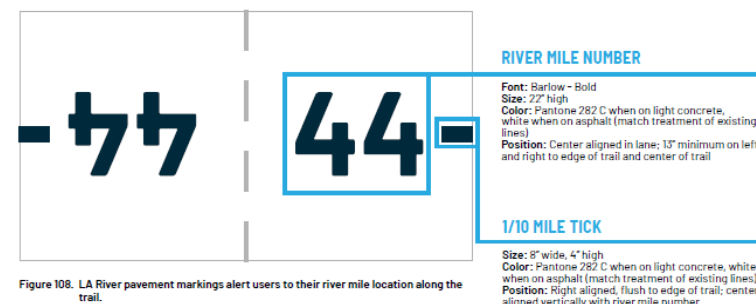 44 44
RIVER MILE NUMBER
Font: Barlow - Bold
Size: 22" high
Color: Pantone 282 C when on light concrete,
white when on asphalt (match treatment of existing
lines)
Position: Center aligned in lane; 13" minimum on left
and right to edge of trail and center of trail
1/10 MILE TICK
Size: 8" wide, 4" high
Color: Pantone 282 C when on light concrete, white
when on asphalt (match treatment of existing lines)
Position: Right aligned, flush to edge of trail; center
aligned vertically with river mile number
Figure 108. LA River pavement markings alert users to their river mile location along the
trail.